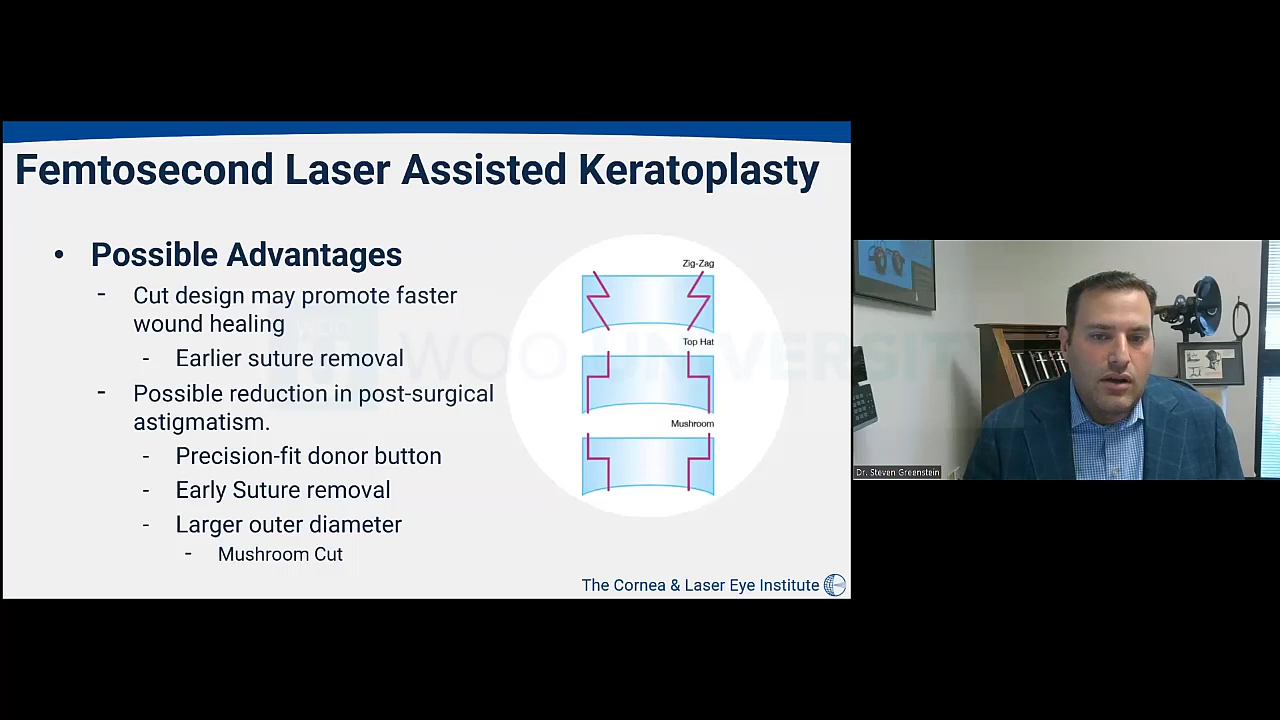 Femtosecond Laser Assisted Keratoplasty
• Possible Advantages
- Cut design may promote faster
wound healing
- Earlier suture removal
- Possible reduction in post-surgical
astigmatism.
- Precision-fit donor button
- Early Suture removal
- Larger outer diameter
- Mushroom Cut
Zig-Zag
Top Hat
Mushroom
The Cornea & Laser Eye Institute
WOO UNIVERSIT
Dr. Steven Greenstein